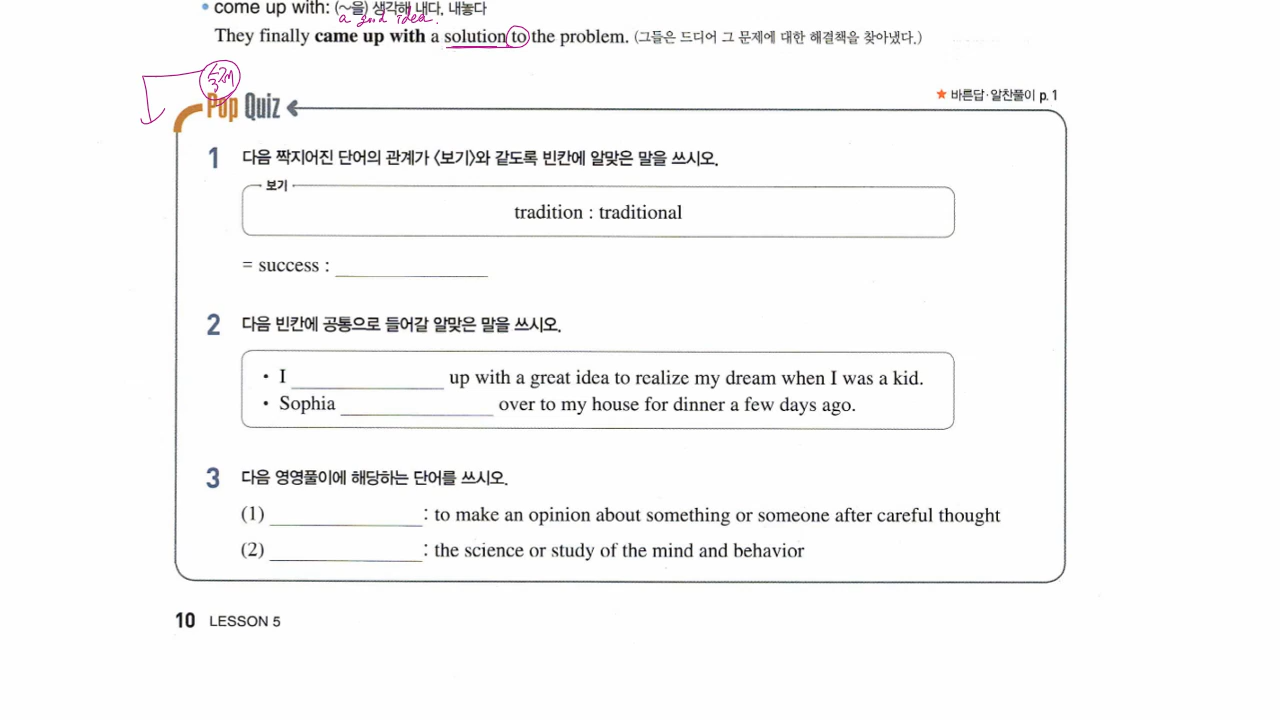 • come up with: (~을) 생각해 내다, 내놓다
a good idea.
They finally came up with a solution to the problem. (그들은 드디어 그 문제에 대한 해결책을 찾아냈다.)
숙제
Pop Quiz
★ 바른답·알찬풀이 p. 1
1 다음 짝지어진 단어의 관계가 〈보기〉와 같도록 빈칸에 알맞은 말을 쓰시오.
보기
tradition : traditional
= success : ____________
2 다음 빈칸에 공통으로 들어갈 알맞은 말을 쓰시오.
• I ____________ up with a great idea to realize my dream when I was a kid.
• Sophia ____________ over to my house for dinner a few days ago.
3 다음 영영풀이에 해당하는 단어를 쓰시오.
(1) ____________ : to make an opinion about something or someone after careful thought
(2) ____________ : the science or study of the mind and behavior
10 LESSON 5